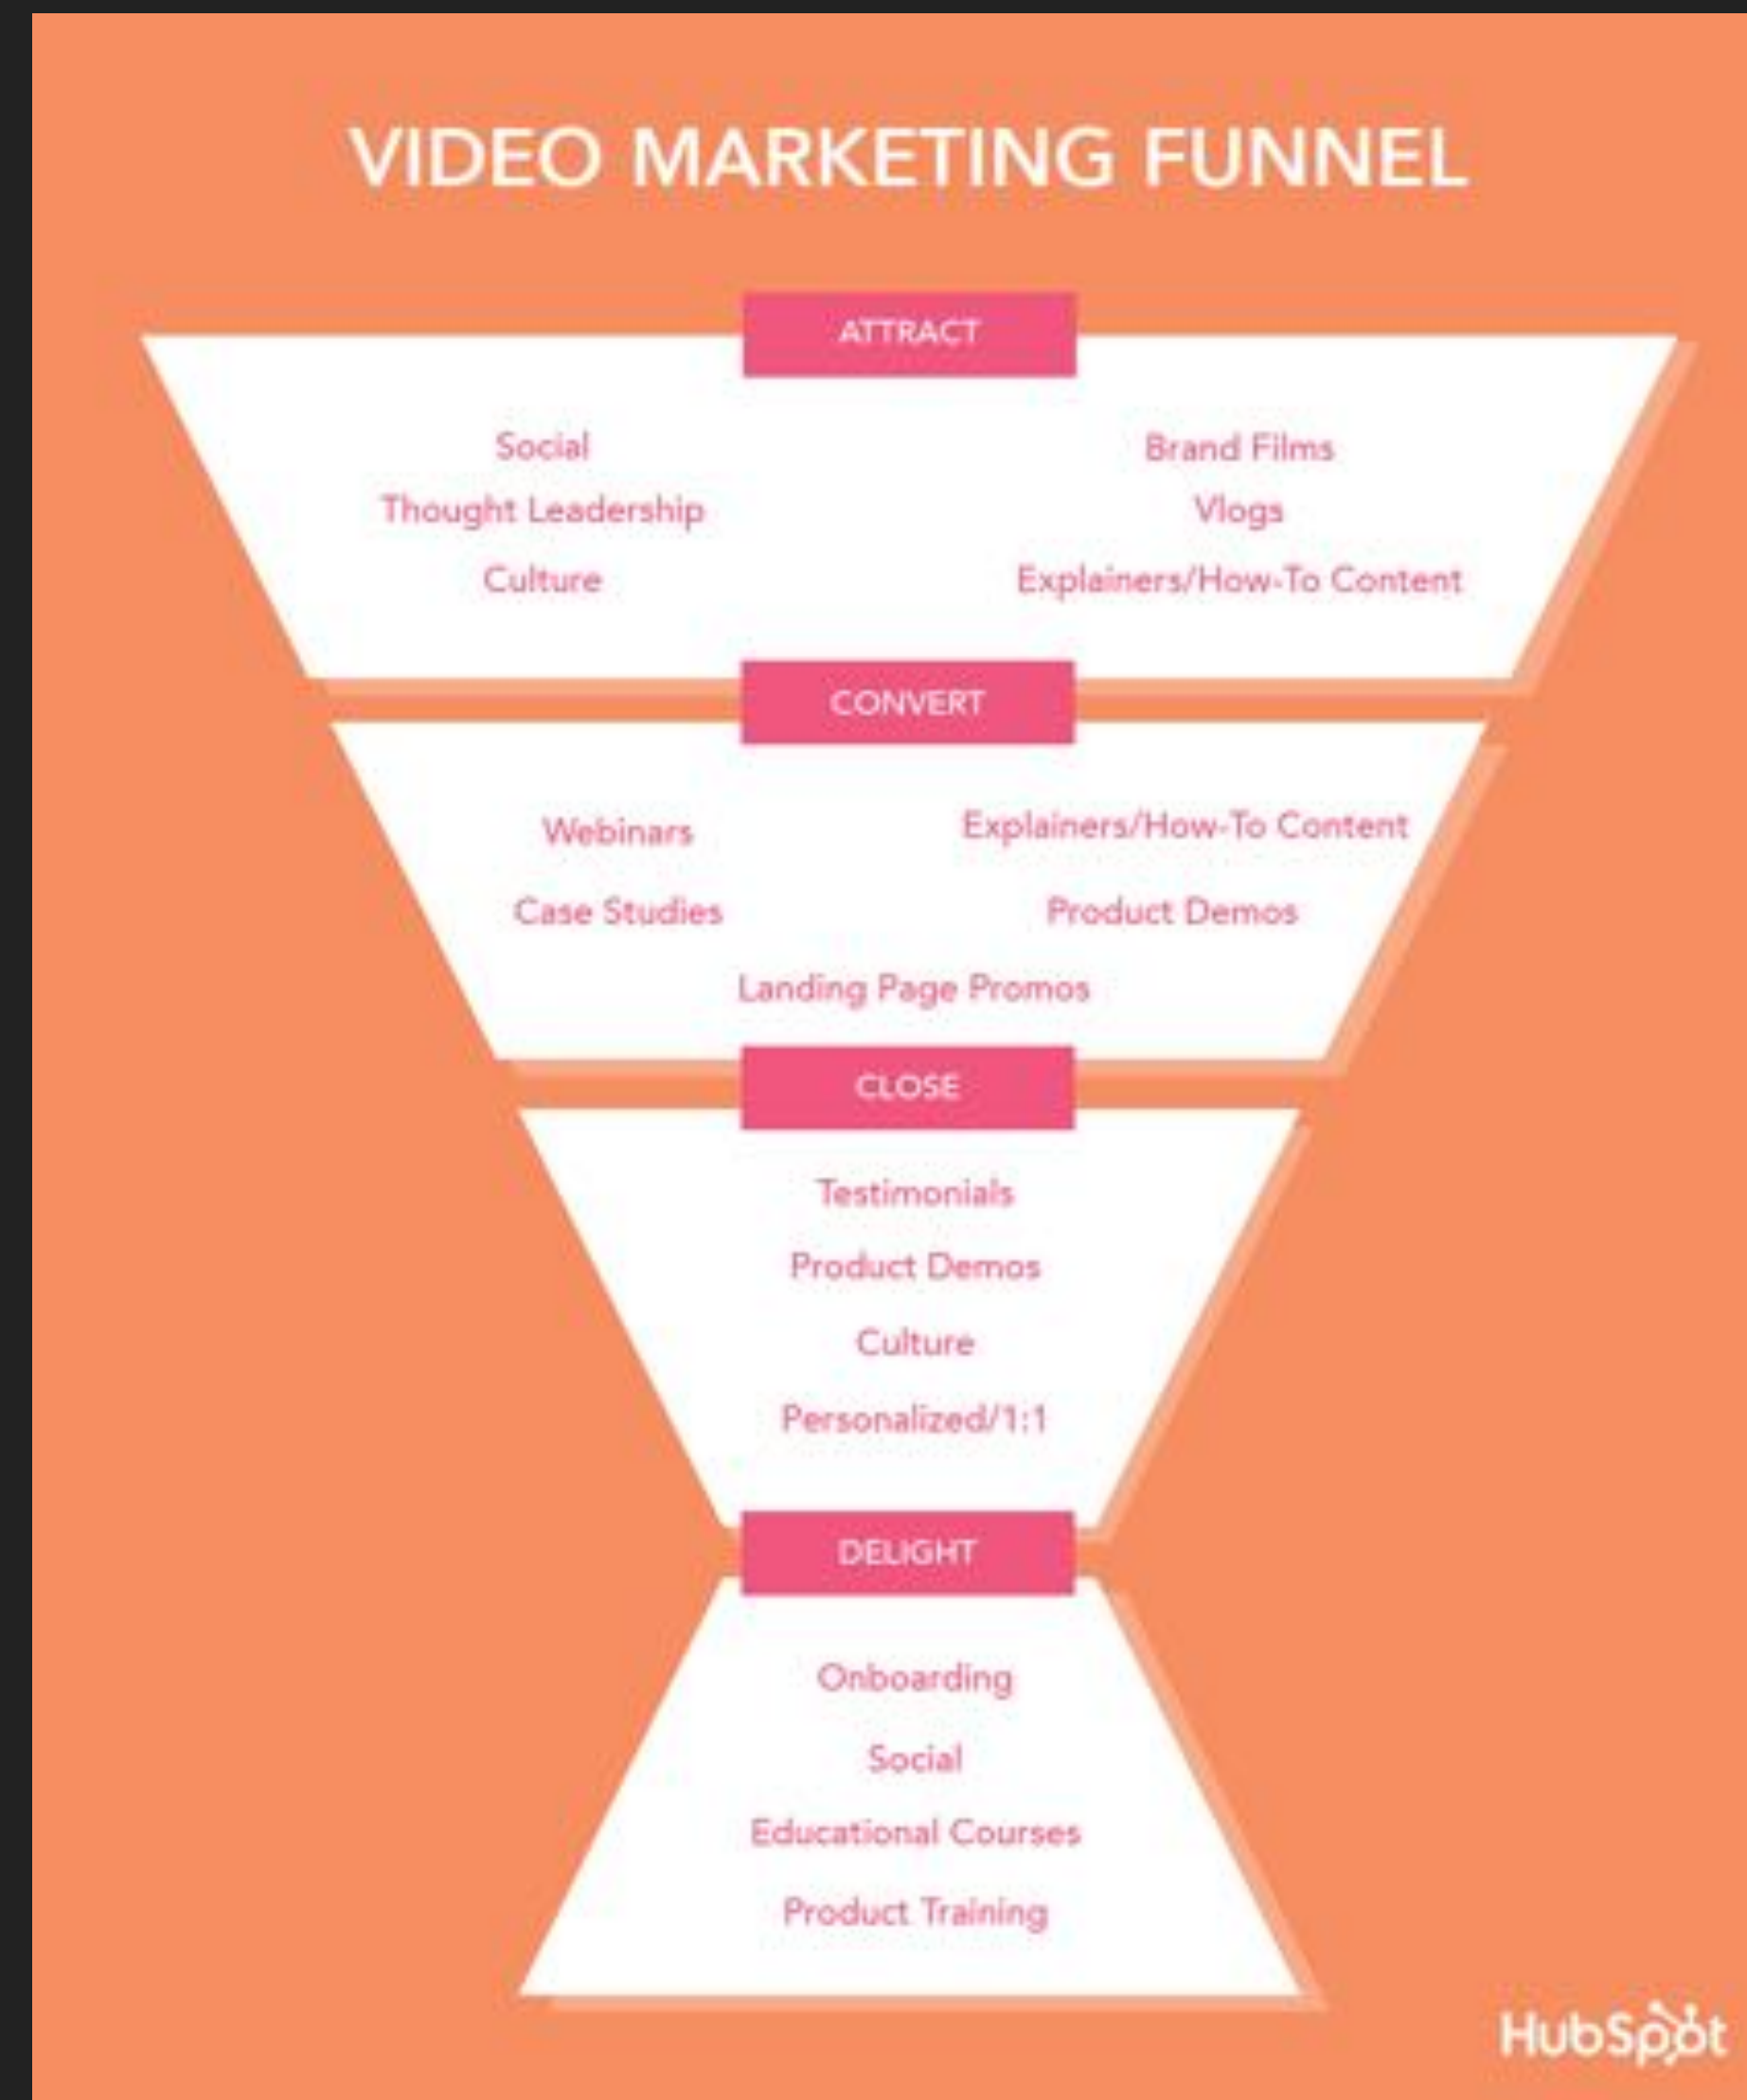 VIDEO MARKETING FUNNEL
ATTRACT
Social
Thought Leadership
Culture
Brand Films
Vlogs
Explainers/How-To Content
CONVERT
Webinars
Case Studies
Explainers/How-To Content
Product Demos
Landing Page Promos
CLOSE
Testimonials
Product Demos
Culture
Personalized/1:1
DELIGHT
Onboarding
Social
Educational Courses
Product Training
HubSpot